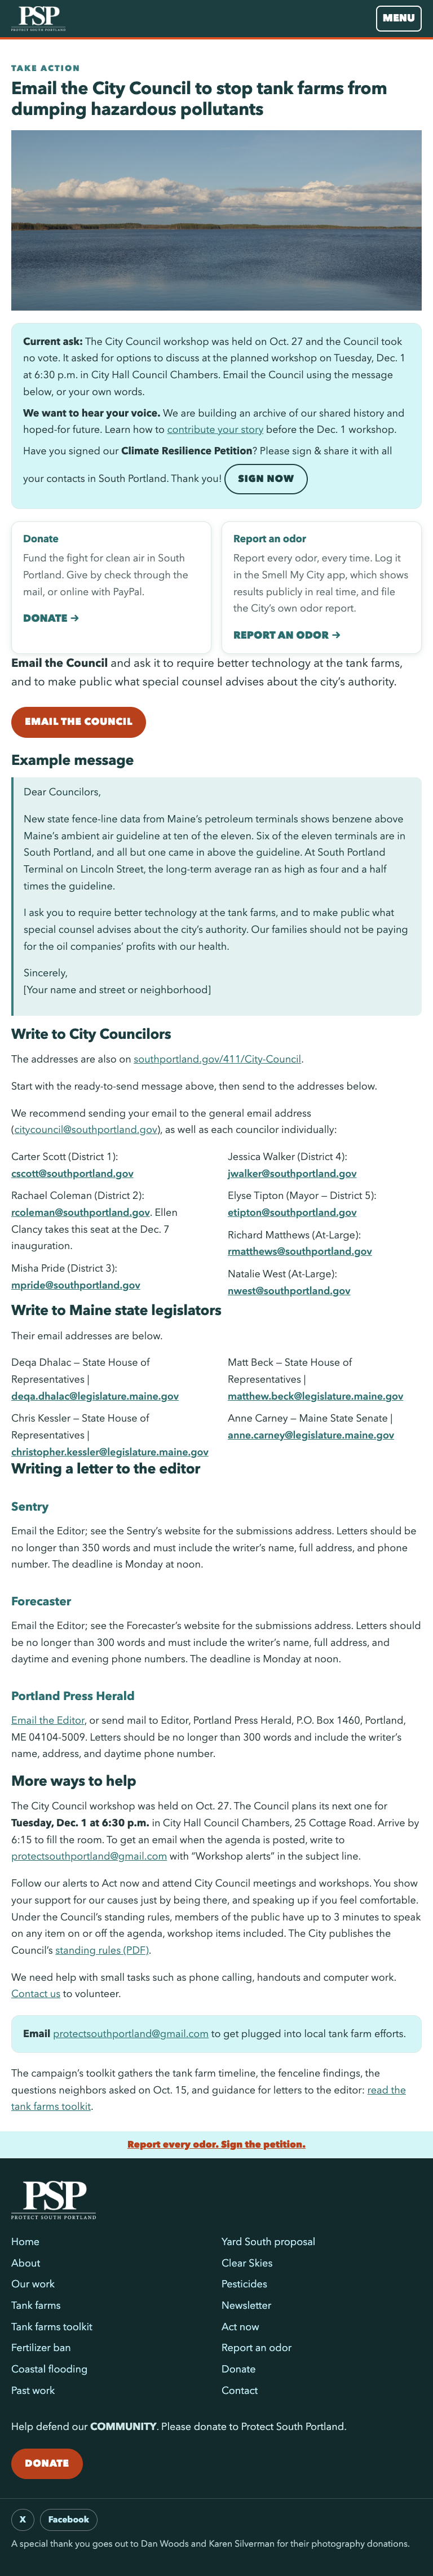 PSP
PROTECT SOUTH PORTLAND
MENU
TAKE ACTION
Email the City Council to stop tank farms from
dumping hazardous pollutants
Current ask: The City Council workshop was held on Oct. 27 and the Council took
no vote. It asked for options to discuss at the planned workshop on Tuesday, Dec. 1
at 6:30 p.m. in City Hall Council Chambers. Email the Council using the message
below, or your own words.
We want to hear your voice. We are building an archive of our shared history and
hoped-for future. Learn how to contribute your story before the Dec. 1 workshop.
Have you signed our Climate Resilience Petition? Please sign & share it with all
your contacts in South Portland. Thank you! SIGN NOW
Donate
Fund the fight for clean air in South
Portland. Give by check through the
mail, or online with PayPal.
DONATE →
Report an odor
Report every odor, every time. Log it
in the Smell My City app, which shows
results publicly in real time, and file
the City’s own odor report.
REPORT AN ODOR →
Email the Council and ask it to require better technology at the tank farms,
and to make public what special counsel advises about the city’s authority.
EMAIL THE COUNCIL
Example message
Dear Councilors,
New state fence-line data from Maine’s petroleum terminals shows benzene above
Maine’s ambient air guideline at ten of the eleven. Six of the eleven terminals are in
South Portland, and all but one came in above the guideline. At South Portland
Terminal on Lincoln Street, the long-term average ran as high as four and a half
times the guideline.
I ask you to require better technology at the tank farms, and to make public what
special counsel advises about the city’s authority. Our families should not be paying
for the oil companies’ profits with our health.
Sincerely,
[Your name and street or neighborhood]
Write to City Councilors
The addresses are also on southportland.gov/411/City-Council.
Start with the ready-to-send message above, then send to the addresses below.
We recommend sending your email to the general email address
(citycouncil@southportland.gov), as well as each councilor individually:
Carter Scott (District 1):
cscott@southportland.gov
Rachael Coleman (District 2):
rcoleman@southportland.gov. Ellen
Clancy takes this seat at the Dec. 7
inauguration.
Misha Pride (District 3):
mpride@southportland.gov
Jessica Walker (District 4):
jwalker@southportland.gov
Elyse Tipton (Mayor — District 5):
etipton@southportland.gov
Richard Matthews (At-Large):
rmatthews@southportland.gov
Natalie West (At-Large):
nwest@southportland.gov
Write to Maine state legislators
Their email addresses are below.
Deqa Dhalac — State House of
Representatives |
deqa.dhalac@legislature.maine.gov
Chris Kessler — State House of
Representatives |
christopher.kessler@legislature.maine.gov
Matt Beck — State House of
Representatives |
matthew.beck@legislature.maine.gov
Anne Carney — Maine State Senate |
anne.carney@legislature.maine.gov
Writing a letter to the editor
Sentry
Email the Editor; see the Sentry’s website for the submissions address. Letters should be
no longer than 350 words and must include the writer’s name, full address, and phone
number. The deadline is Monday at noon.
Forecaster
Email the Editor; see the Forecaster’s website for the submissions address. Letters should
be no longer than 300 words and must include the writer’s name, full address, and
daytime and evening phone numbers. The deadline is Monday at noon.
Portland Press Herald
Email the Editor, or send mail to Editor, Portland Press Herald, P.O. Box 1460, Portland,
ME 04104-5009. Letters should be no longer than 300 words and include the writer’s
name, address, and daytime phone number.
More ways to help
The City Council workshop was held on Oct. 27. The Council plans its next one for
Tuesday, Dec. 1 at 6:30 p.m. in City Hall Council Chambers, 25 Cottage Road. Arrive by
6:15 to fill the room. To get an email when the agenda is posted, write to
protectsouthportland@gmail.com with “Workshop alerts” in the subject line.
Follow our alerts to Act now and attend City Council meetings and workshops. You show
your support for our causes just by being there, and speaking up if you feel comfortable.
Under the Council’s standing rules, members of the public have up to 3 minutes to speak
on any item on or off the agenda, workshop items included. The City publishes the
Council’s standing rules (PDF).
We need help with small tasks such as phone calling, handouts and computer work.
Contact us to volunteer.
Email protectsouthportland@gmail.com to get plugged into local tank farm efforts.
The campaign’s toolkit gathers the tank farm timeline, the fenceline findings, the
questions neighbors asked on Oct. 15, and guidance for letters to the editor: read the
tank farms toolkit.
Report every odor. Sign the petition.
PSP
PROTECT SOUTH PORTLAND
Home
About
Our work
Tank farms
Tank farms toolkit
Fertilizer ban
Coastal flooding
Past work
Yard South proposal
Clear Skies
Pesticides
Newsletter
Act now
Report an odor
Donate
Contact
Help defend our COMMUNITY. Please donate to Protect South Portland.
DONATE
X
Facebook
A special thank you goes out to Dan Woods and Karen Silverman for their photography donations.